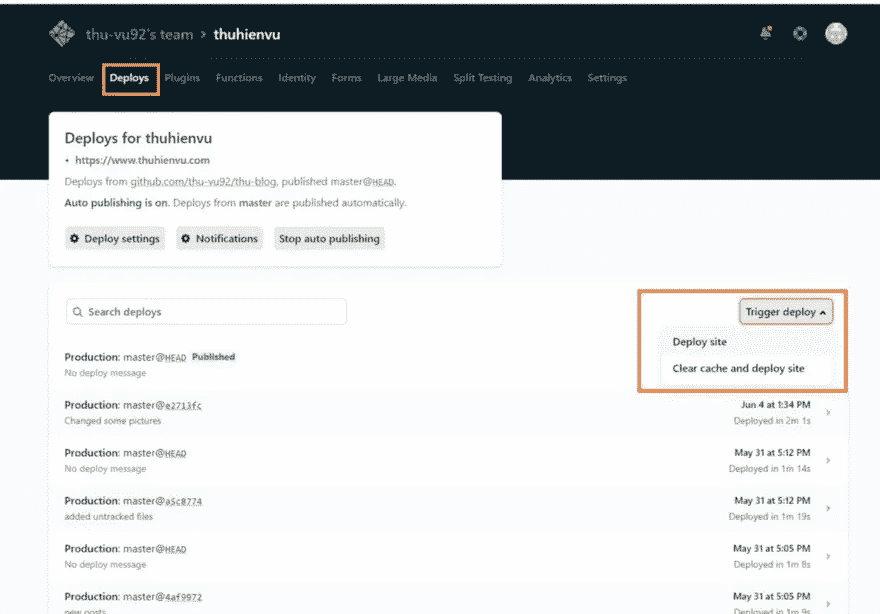 thu-vu92's team > thuhienvu
Overview Deploys Plugins Functions Identity Forms Large Media Split Testing Analytics Settings
Deploys for thuhienvu
• https://www.thuhienvu.com
Deploys from github.com/thu-vu92/thu-blog, published master@HEAD.
Auto publishing is on. Deploys from master are published automatically.
Deploy settings Notifications Stop auto publishing
Search deploys
Trigger deploy
Deploy site
Clear cache and deploy site
Production: master@HEAD Published
No deploy message
Production: master@e2713fc Jun 4 at 1:34 PM
Changed some pictures Deployed in 2m 1s
Production: master@HEAD May 31 at 5:12 PM
No deploy message Deployed in 1m 14s
Production: master@a5c8774 May 31 at 5:12 PM
added untracked files Deployed in 1m 19s
Production: master@HEAD May 31 at 5:05 PM
No deploy message Deployed in 1m 8s
Production: master@4af9972 May 31 at 5:05 PM
new posts Deployed in 1m 9s